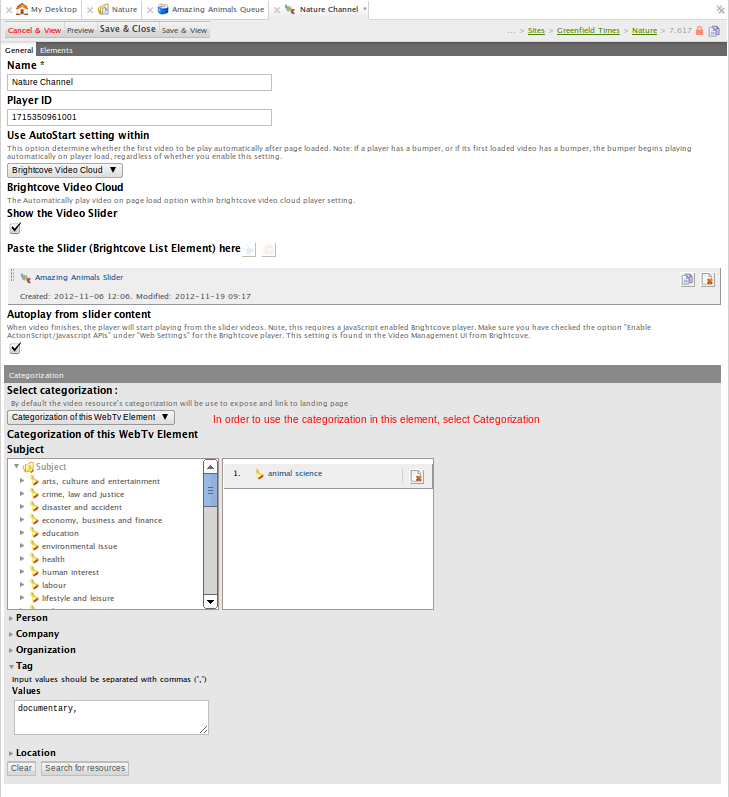 My Desktop Nature Amazing Animals Queue Nature Channel
Cancel & View Preview Save & Close Save & View ... > Sites > Greenfield Times > Nature > 7,617
General Elements
Name *
Nature Channel
Player ID
1715350961001
Use AutoStart setting within
This option determine whether the first video to be play automatically after page loaded. Note: If a player has a bumper, or if its first loaded video has a bumper, the bumper begins playing
automatically on player load, regardless of whether you enable this setting.
Brightcove Video Cloud ▼
Brightcove Video Cloud
The Automatically play video on page load option within brightcove video cloud player setting.
Show the Video Slider
Paste the Slider (Brightcove List Element) here
Amazing Animals Slider
Created: 2012-11-06 12:06. Modified: 2012-11-19 09:17
Autoplay from slider content
When video finishes, the player will start playing from the slider videos. Note, this requires a JavaScript enabled Brightcove player. Make sure you have checked the option "Enable
ActionScript/Javascript APIs" under "Web Settings" for the Brightcove player. This setting is found in the Video Management UI from Brightcove.
Categorization
Select categorization :
By default the video resource's categorization will be use to expose and link to landing page
Categorization of this WebTv Element ▼ In order to use the categorization in this element, select Categorization
Categorization of this WebTv Element
Subject
Subject
arts, culture and entertainment
crime, law and justice
disaster and accident
economy, business and finance
education
environmental issue
health
human interest
labour
lifestyle and leisure
1. animal science
Person
Company
Organization
Tag
Input values should be separated with commas (',')
Values
documentary,
Location
Clear Search for resources